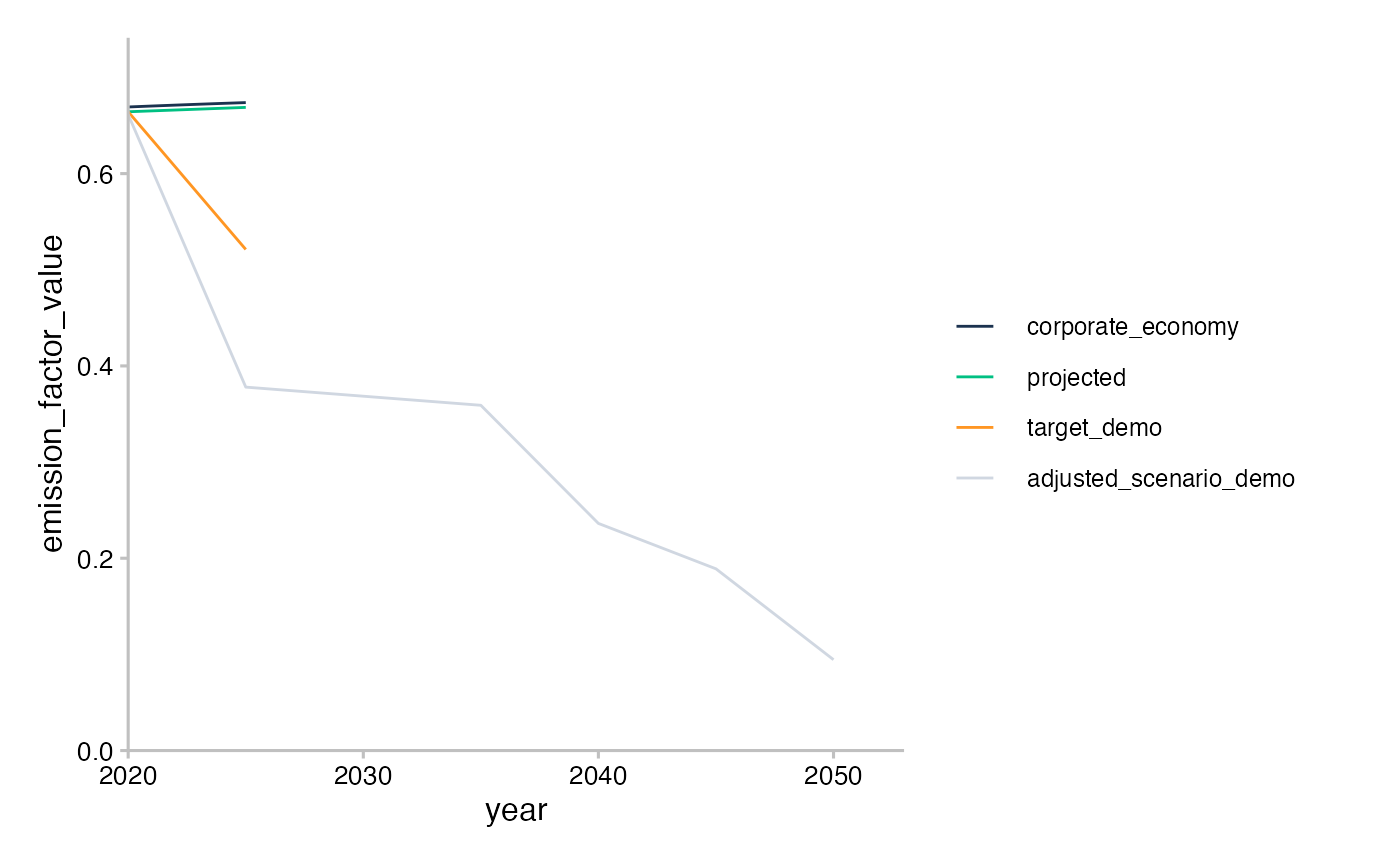 emission_factor_value
0.6
0.4
0.2
0.0
2020
2030
2040
2050
year
corporate_economy
projected
target_demo
adjusted_scenario_demo